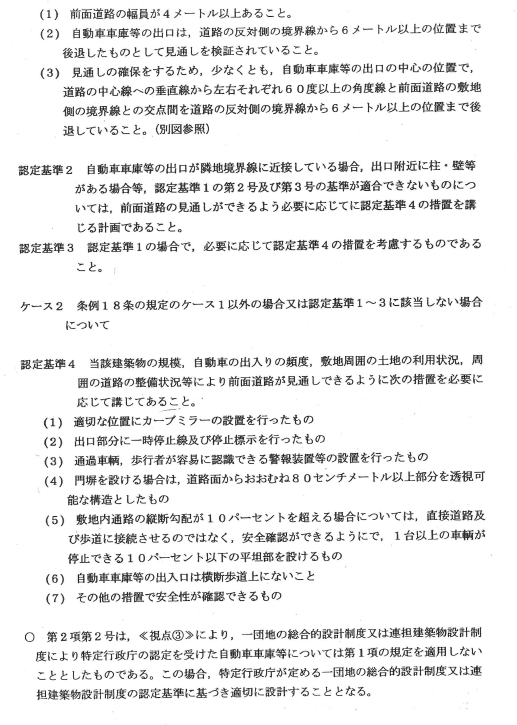 (1) 前面道路の幅員が4メートル以上あること。
(2) 自動車車庫等の出口は,道路の反対側の境界線から6メートル以上の位置まで
後退したものとして見通しを検証されていること。
(3) 見通しの確保をするため,少なくとも,自動車車庫等の出口の中心の位置で,
道路の中心線への垂直線から左右それぞれ60度以上の角度線と前面道路の敷地
側の境界線との交点間を道路の反対側の境界線から6メートル以上の位置まで後
退していること。(別図参照)
認定基準2 自動車車庫等の出口が隣地境界線に近接している場合,出口附近に柱・壁等
がある場合等,認定基準1の第2号及び第3号の基準が適合できないものにつ
いては,前面道路の見通しができるよう必要に応じてに認定基準4の措置を講
じる計画であること。
認定基準3 認定基準1の場合で,必要に応じて認定基準4の措置を考慮するものである
こと。
ケース2 条例18条の規定のケース1以外の場合又は認定基準1~3に該当しない場合
について
認定基準4 当該建築物の規模,自動車の出入りの頻度,敷地周囲の土地の利用状況,周
囲の道路の整備状況等により前面道路が見通しできるように次の措置を必要に
応じて講じてあること。
(1) 適切な位置にカーブミラーの設置を行ったもの
(2) 出口部分に一時停止線及び停止標示を行ったもの
(3) 通過車輌,歩行者が容易に認識できる警報装置等の設置を行ったもの
(4) 門塀を設ける場合は,道路面からおおむね80センチメートル以上部分を透視可
能な構造としたもの
(5) 敷地内通路の縦断勾配が10パーセントを超える場合については,直接道路及
び歩道に接続させるのではなく,安全確認ができるようにで,1台以上の車輌が
停止できる10パーセント以下の平坦部を設けるもの
(6) 自動車車庫等の出入口は横断歩道上にないこと
(7) その他の措置で安全性が確認できるもの
○ 第2項第2号は,≪視点③≫により,一団地の総合的設計制度又は連担建築物設計制
度により特定行政庁の認定を受けた自動車車庫等については第1項の規定を適用しない
こととしたものである。この場合,特定行政庁が定める一団地の総合的設計制度又は連
担建築物設計制度の認定基準に基づき適切に設計することとなる。